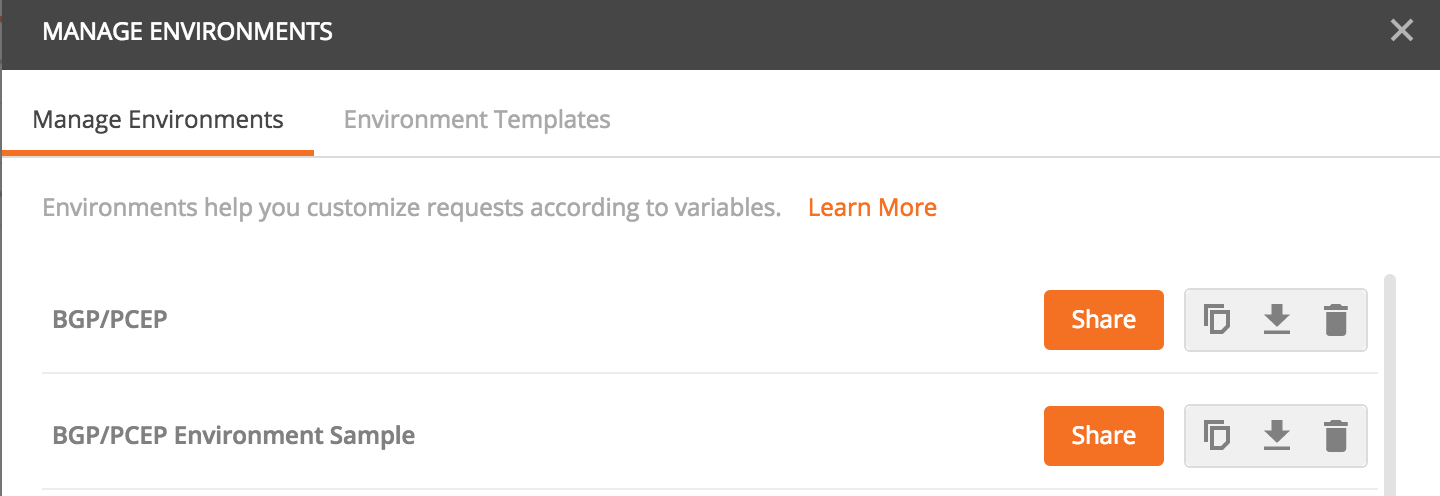 MANAGE ENVIRONMENTS
Manage Environments Environment Templates
Environments help you customize requests according to variables. Learn More
BGP/PCEP Share
BGP/PCEP Environment Sample Share